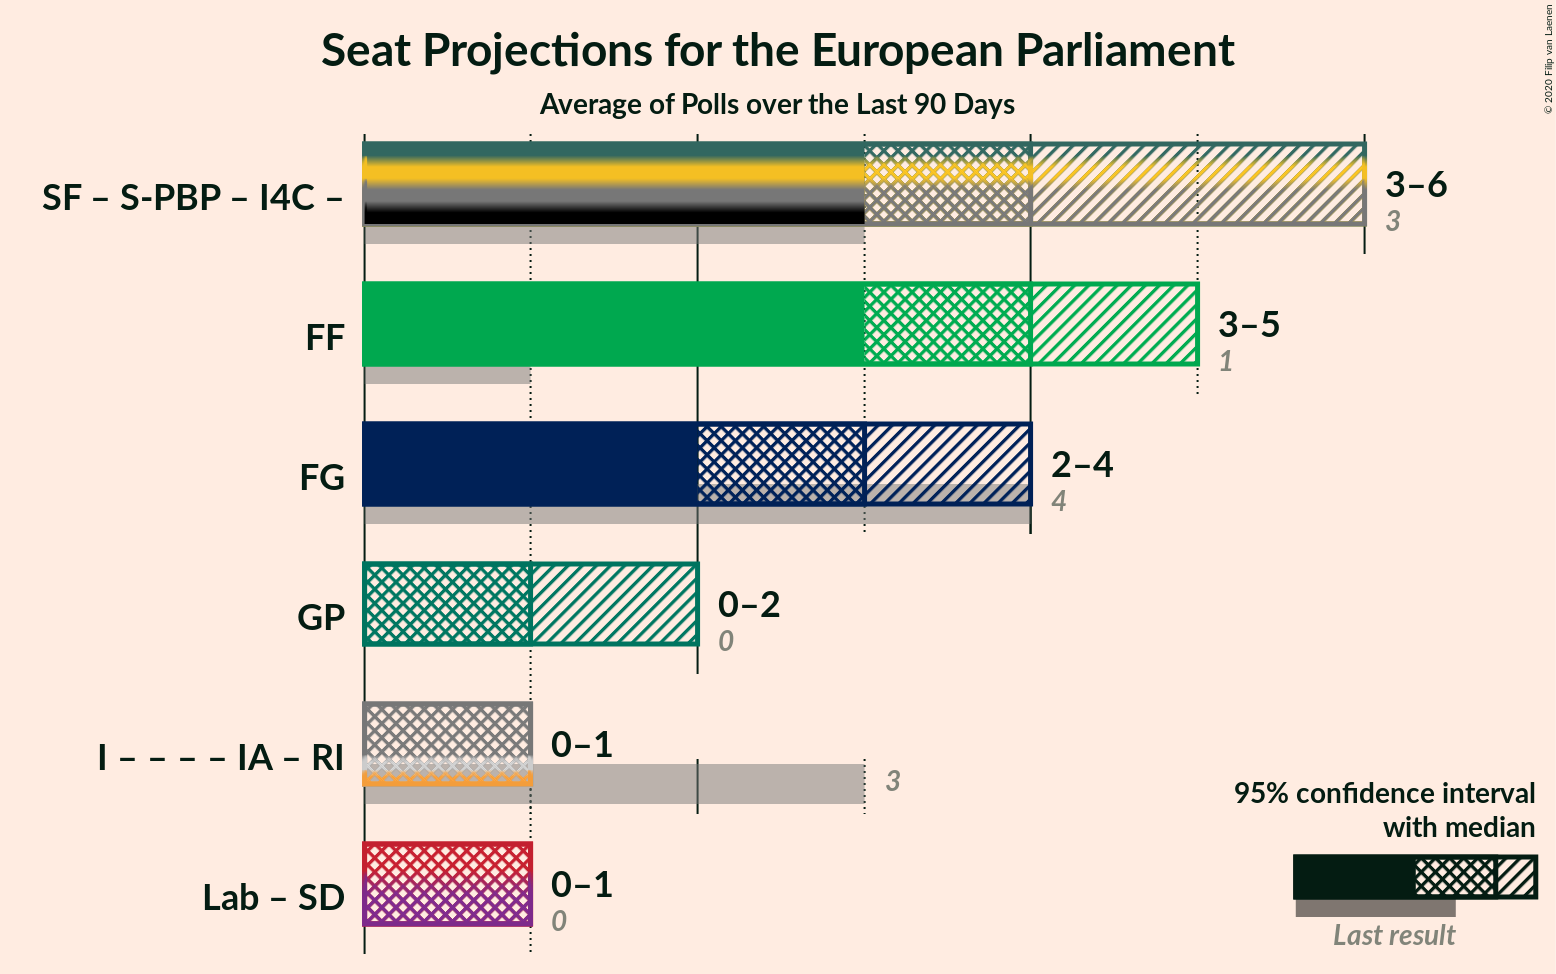 Seat Projections for the European Parliament
Average of Polls over the Last 90 Days
© 2020 Filip van Laenen
SF – S-PBP – I4C –
3–6
3
FF
3–5
1
FG
2–4
4
GP
0–2
0
I – – – – IA – RI
0–1
3
Lab – SD
0–1
0
95% confidence interval
with median
Last result